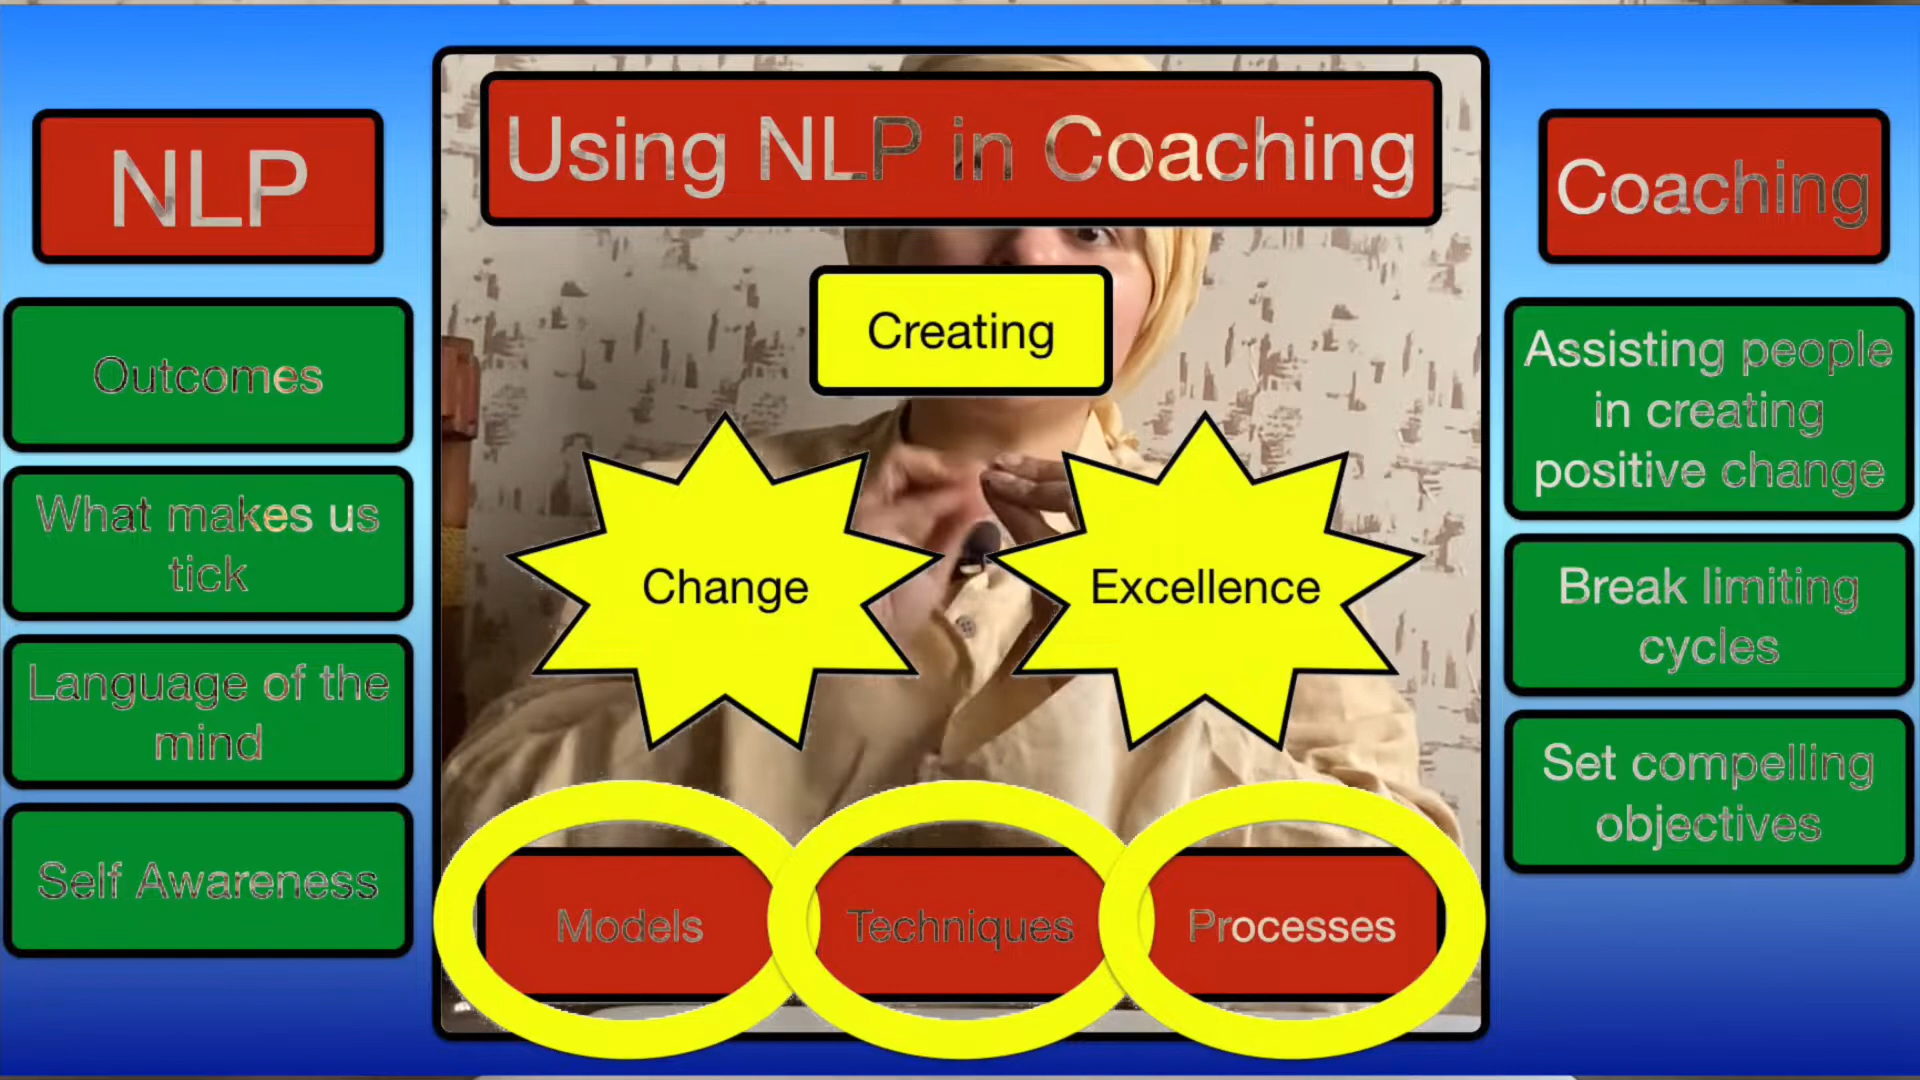 NLP
Outcomes
What makes us
tick
Language of the
mind
Self Awareness
Using NLP in Coaching
Creating
Change
Excellence
Models
Techniques
Processes
Coaching
Assisting people
in creating
positive change
Break limiting
cycles
Set compelling
objectives